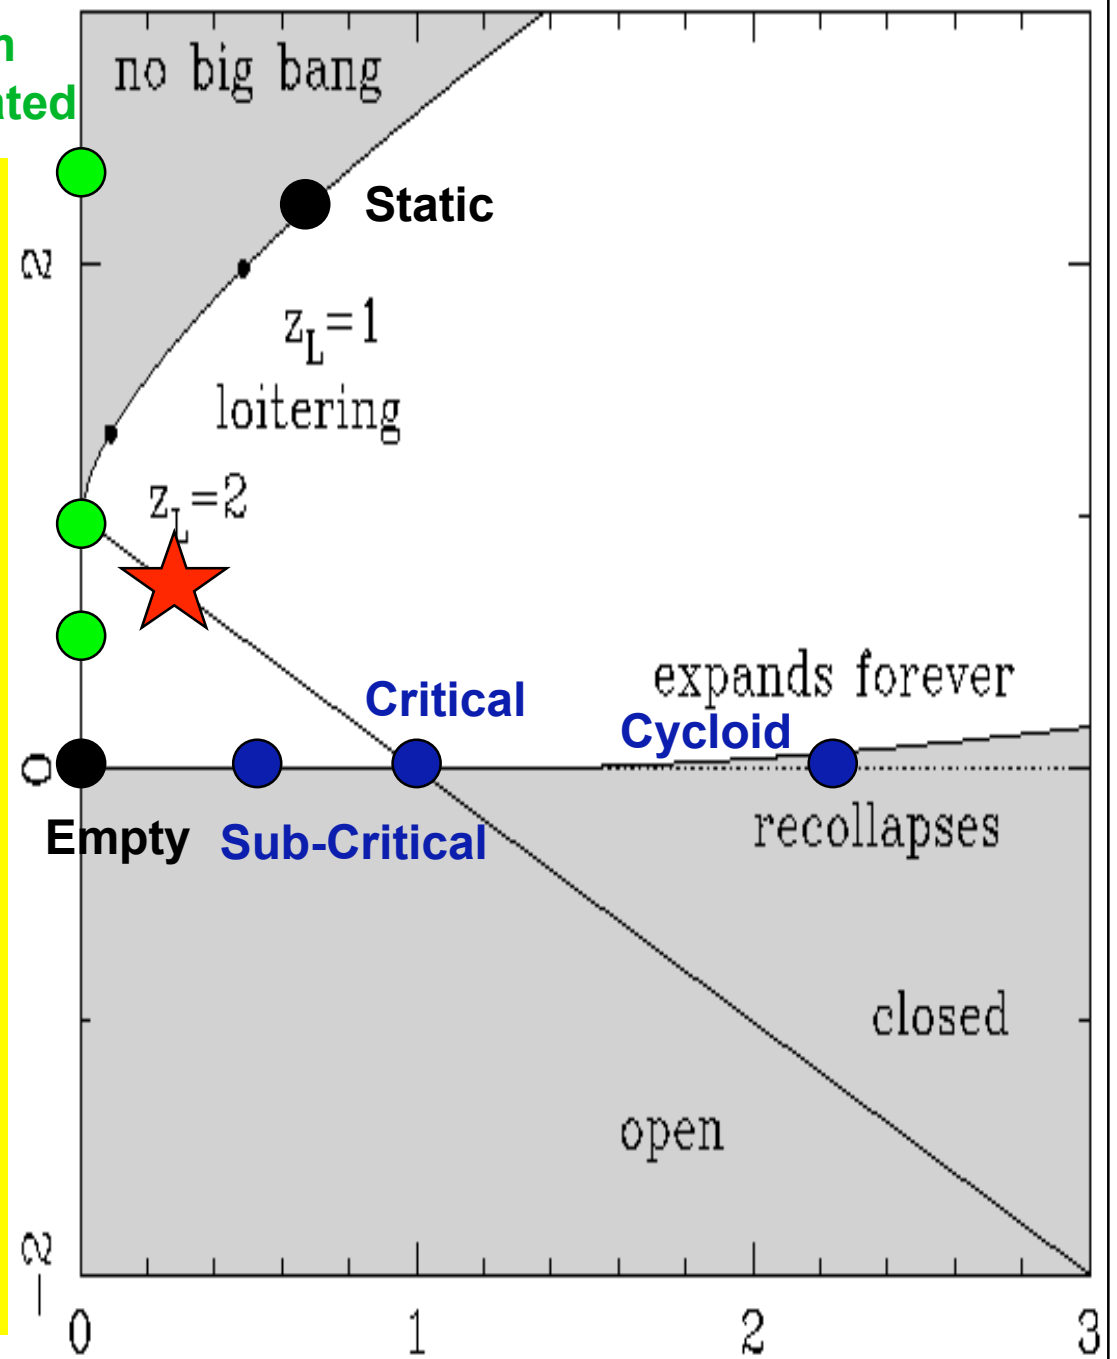 no big bang
Static
2
z_L=1
loitering
z_L=2
expands forever
Critical
Cycloid
0
Empty
Sub-Critical
recollapses
closed
open
-2
0
1
2
3